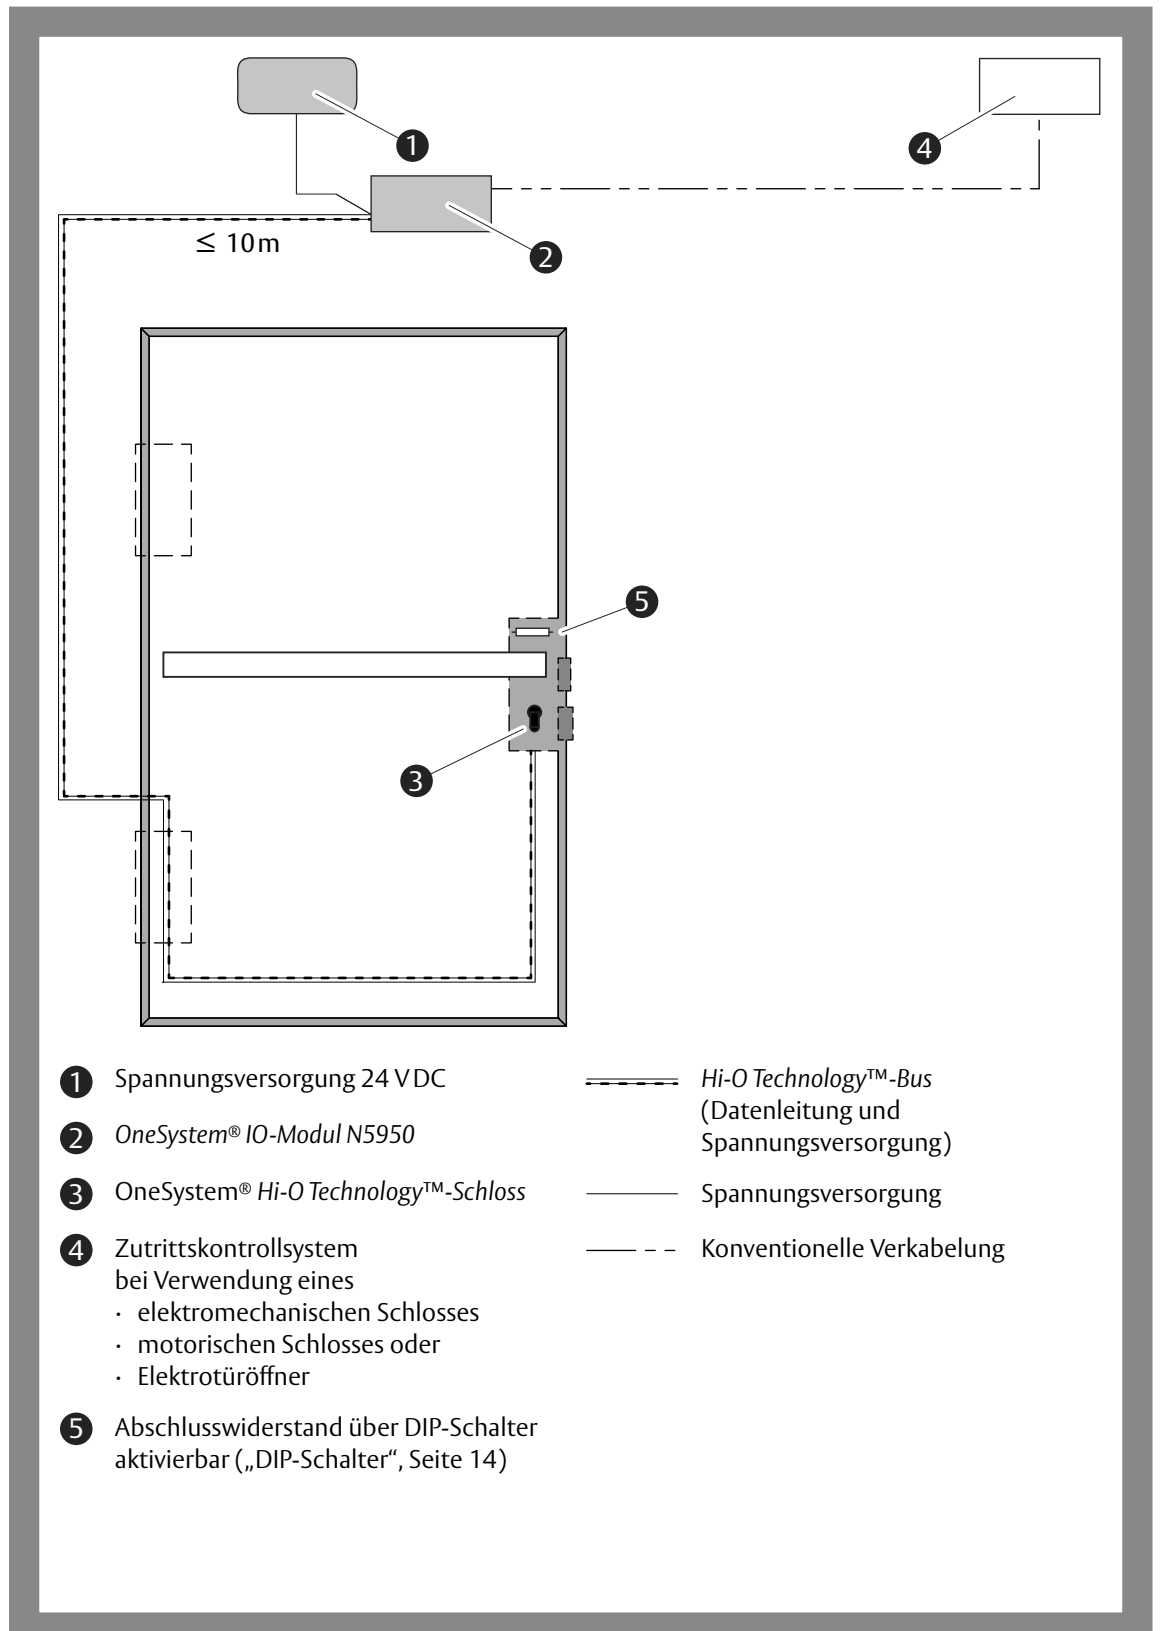 1
4
≤ 10 m
2
5
3
1 Spannungsversorgung 24 V DC
2 OneSystem® IO-Modul N5950
3 OneSystem® Hi-O Technology™-Schloss
4 Zutrittskontrollsystem
bei Verwendung eines
· elektromechanischen Schlosses
· motorischen Schlosses oder
· Elektrotüröffner
5 Abschlusswiderstand über DIP-Schalter
aktivierbar („DIP-Schalter“, Seite 14)
Hi-O Technology™-Bus
(Datenleitung und
Spannungsversorgung)
Spannungsversorgung
Konventionelle Verkabelung